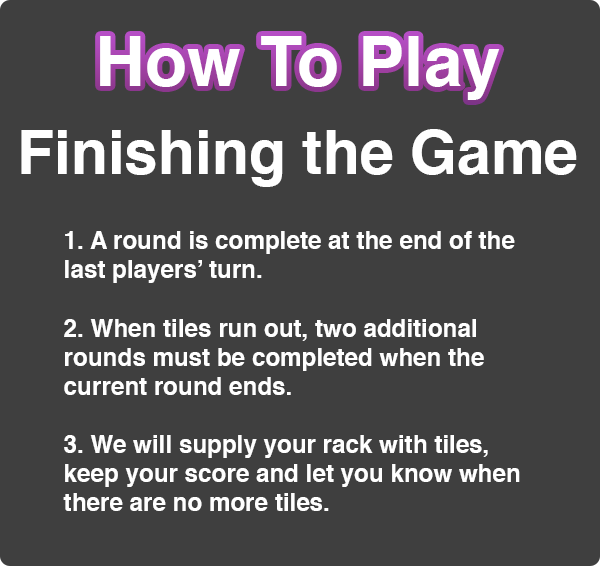 How To Play
Finishing the Game
1. A round is complete at the end of the
last players’ turn.
2. When tiles run out, two additional
rounds must be completed when the
current round ends.
3. We will supply your rack with tiles,
keep your score and let you know when
there are no more tiles.